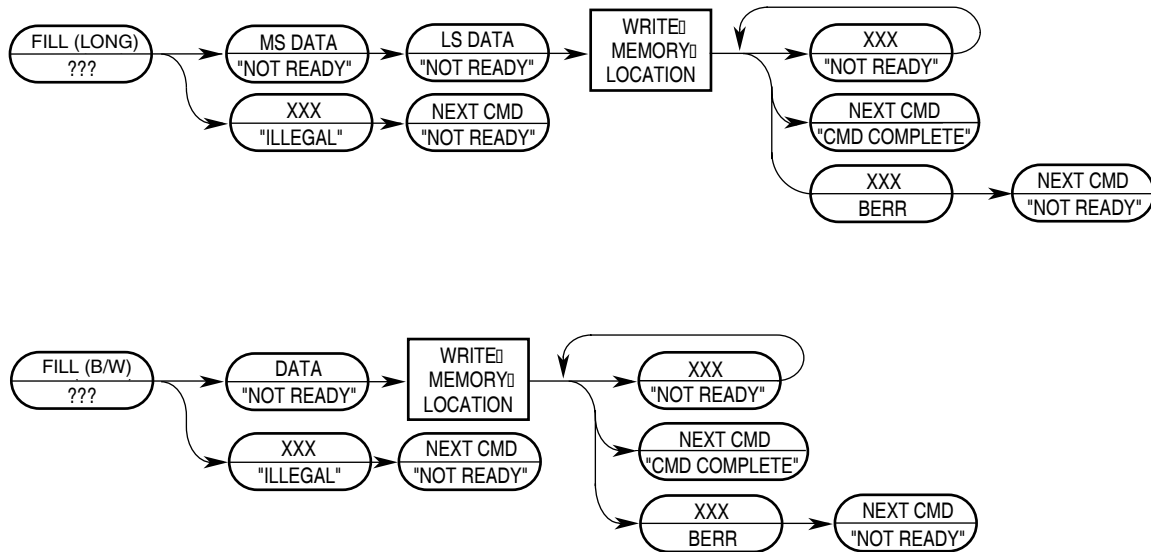 FILL (LONG)
???
MS DATA
"NOT READY"
LS DATA
"NOT READY"
WRITE▯
MEMORY▯
LOCATION
XXX
"NOT READY"
XXX
"ILLEGAL"
NEXT CMD
"NOT READY"
NEXT CMD
"CMD COMPLETE"
XXX
BERR
NEXT CMD
"NOT READY"
FILL (B/W)
???
DATA
"NOT READY"
WRITE▯
MEMORY▯
LOCATION
XXX
"NOT READY"
XXX
"ILLEGAL"
NEXT CMD
"NOT READY"
NEXT CMD
"CMD COMPLETE"
XXX
BERR
NEXT CMD
"NOT READY"